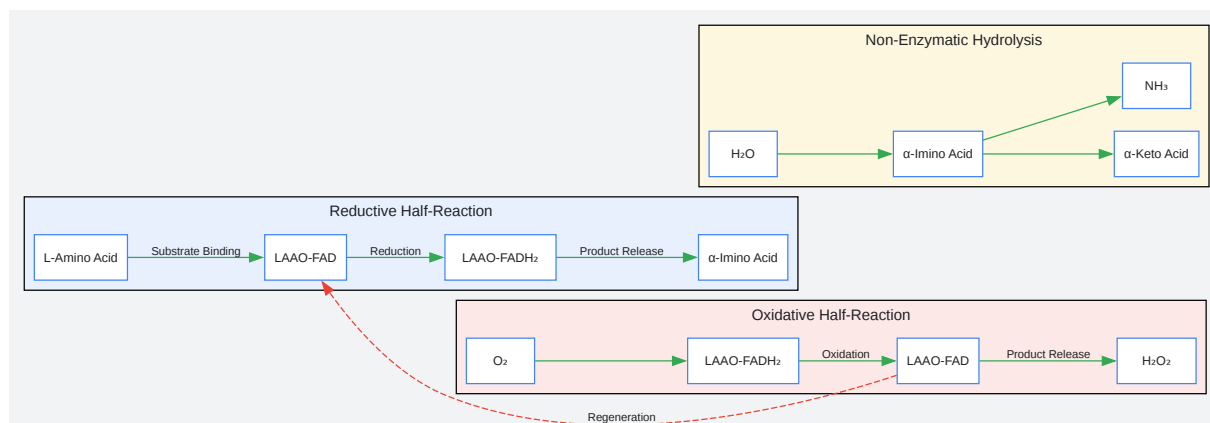 Non-Enzymatic Hydrolysis
NH₃
H₂O
α-Imino Acid
α-Keto Acid
Reductive Half-Reaction
L-Amino Acid
Substrate Binding
LAAO-FAD
Reduction
LAAO-FADH₂
Product Release
α-Imino Acid
Oxidative Half-Reaction
O₂
LAAO-FADH₂
Oxidation
LAAO-FAD
Product Release
H₂O₂
Regeneration